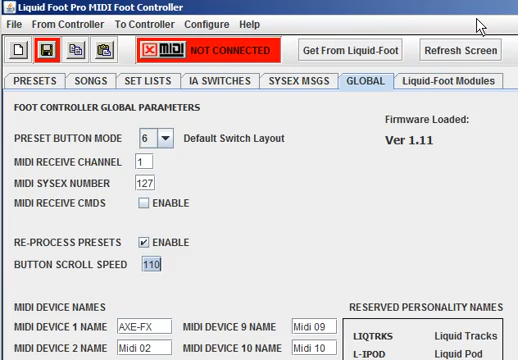 Liquid Foot Pro MIDI Foot Controller
File From Controller To Controller Configure Help
MIDI NOT CONNECTED Get From Liquid-Foot Refresh Screen
PRESETS SONGS SET LISTS IA SWITCHES SYSEX MSGS GLOBAL Liquid-Foot Modules
FOOT CONTROLLER GLOBAL PARAMETERS
Firmware Loaded:
PRESET BUTTON MODE 6 Default Switch Layout Ver 1.11
MIDI RECEIVE CHANNEL 1
MIDI SYSEX NUMBER 127
MIDI RECEIVE CMDS ENABLE
RE-PROCESS PRESETS ENABLE
BUTTON SCROLL SPEED 110
MIDI DEVICE NAMES RESERVED PERSONALITY NAMES
MIDI DEVICE 1 NAME AXE-FX MIDI DEVICE 9 NAME Midi 09
LIQTRKS Liquid Tracks
MIDI DEVICE 2 NAME Midi 02 MIDI DEVICE 10 NAME Midi 10
L-IPOD Liquid Pod